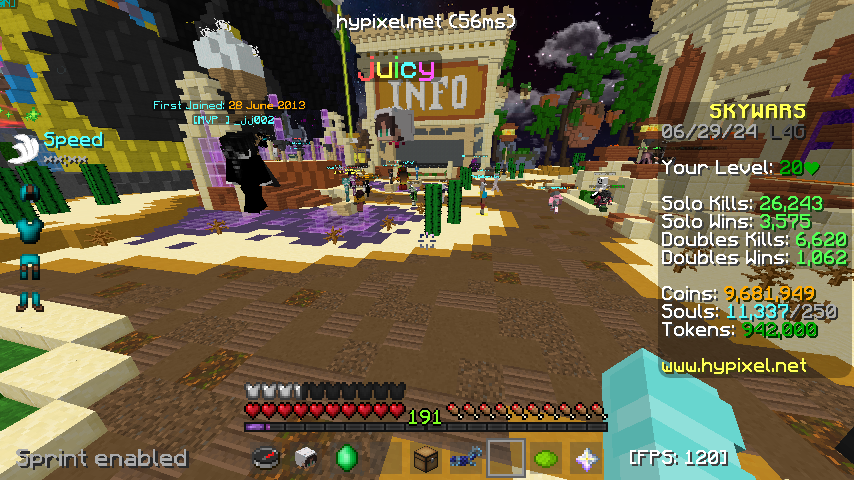 hypixel.net (56ms)
juicy
INFO
First Joined: 28 June 2013
[MVP ] _jj002
Speed
**:**
SKYWARS
06/29/24 L4G
Your Level: 20♥
Solo Kills: 26,243
Solo Wins: 3,575
Doubles Kills: 6,620
Doubles Wins: 1,062
Coins: 9,681,949
Souls: 11,337/250
Tokens: 942,000
www.hypixel.net
191
Sprint enabled
[FPS: 120]